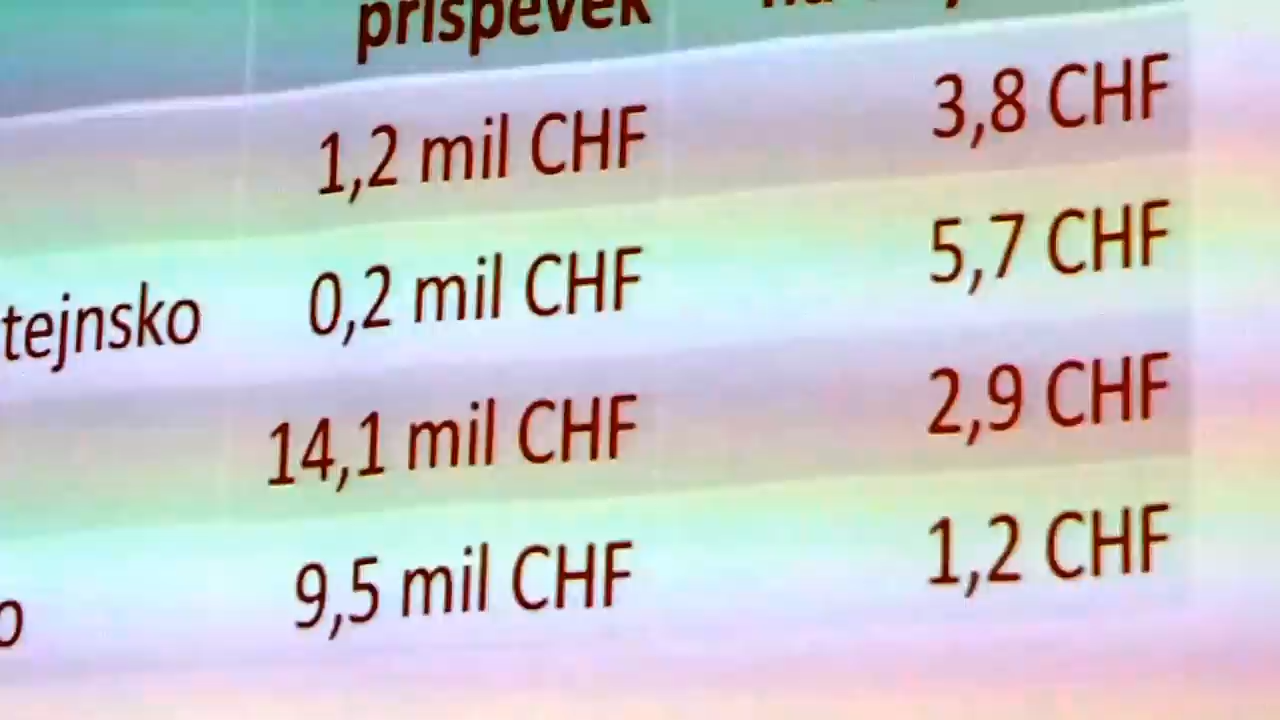 příspěvek
1,2 mil CHF 3,8 CHF
tejnsko 0,2 mil CHF 5,7 CHF
14,1 mil CHF 2,9 CHF
o 9,5 mil CHF 1,2 CHF